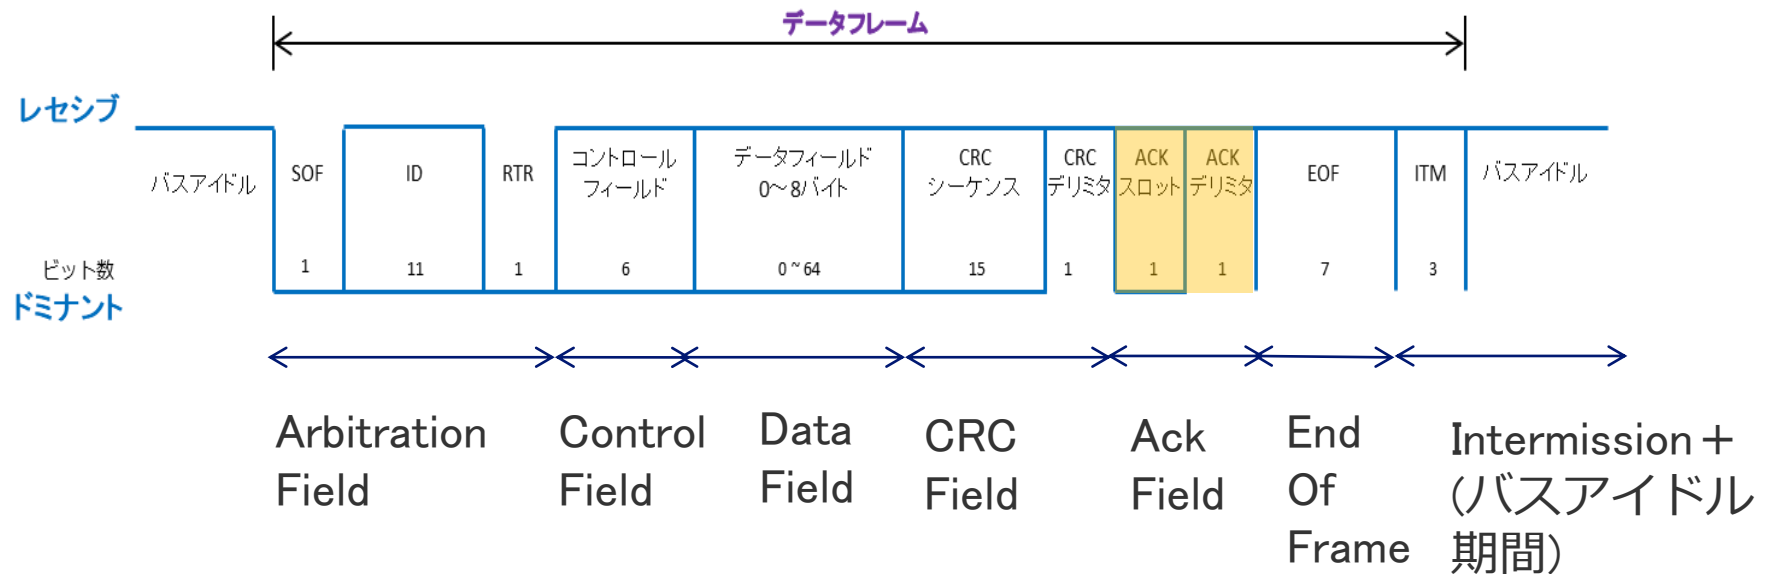 データフレーム
レセシブ
バスアイドル
SOF
ID
RTR
コントロール
フィールド
データフィールド
0～8バイト
CRC
シーケンス
CRC
デリミタ
ACK
スロット
ACK
デリミタ
EOF
ITM
バスアイドル
ビット数
1
11
1
6
0~64
15
1
1
1
7
3
ドミナント
Arbitration
Field
Control
Field
Data
Field
CRC
Field
Ack
Field
End
Of
Frame
Intermission＋
(バスアイドル
期間)